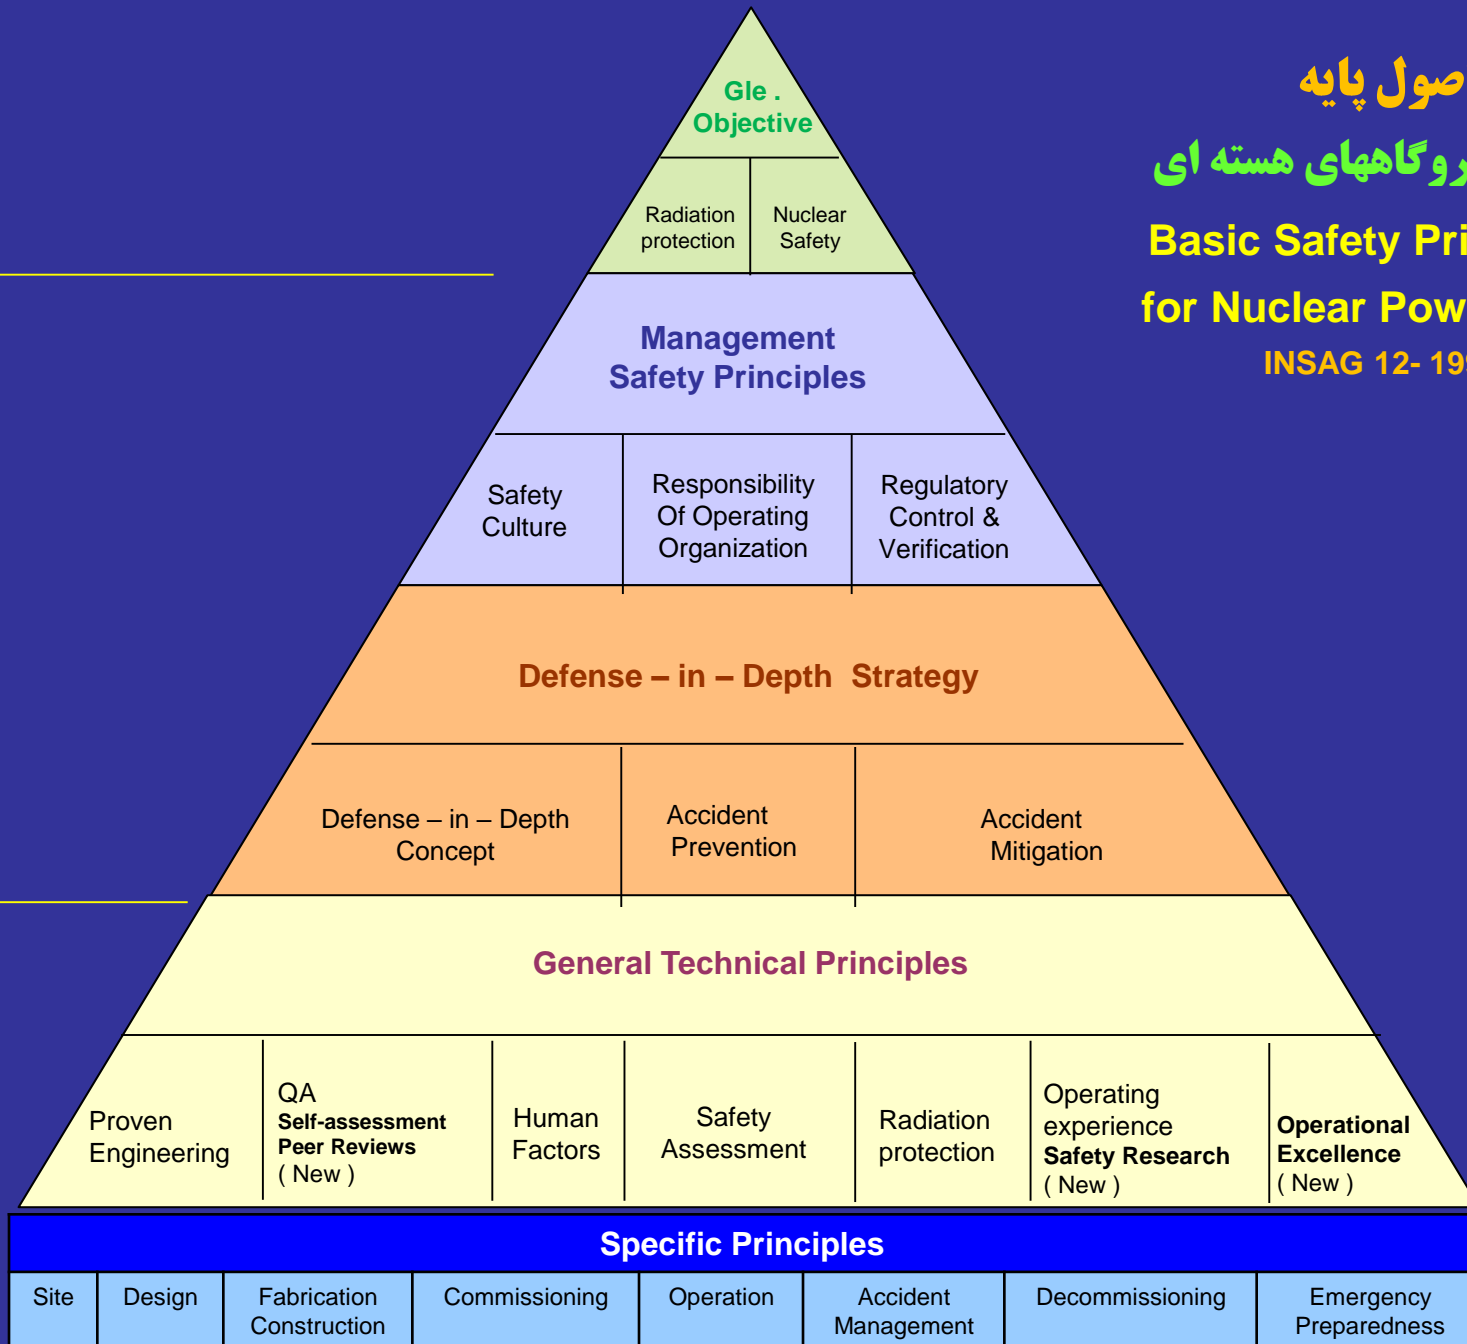 Gle .
Objective
Radiation
protection
Nuclear
Safety
صول پایه
روگاههای هسته ای
Basic Safety Pri
for Nuclear Pow
INSAG 12- 199
Management
Safety Principles
Safety
Culture
Responsibility
Of Operating
Organization
Regulatory
Control &
Verification
Defense – in – Depth Strategy
Defense – in – Depth
Concept
Accident
Prevention
Accident
Mitigation
General Technical Principles
Proven
Engineering
QA
Self-assessment
Peer Reviews
( New )
Human
Factors
Safety
Assessment
Radiation
protection
Operating
experience
Safety Research
( New )
Operational
Excellence
( New )
Specific Principles
Site
Design
Fabrication
Construction
Commissioning
Operation
Accident
Management
Decommissioning
Emergency
Preparedness